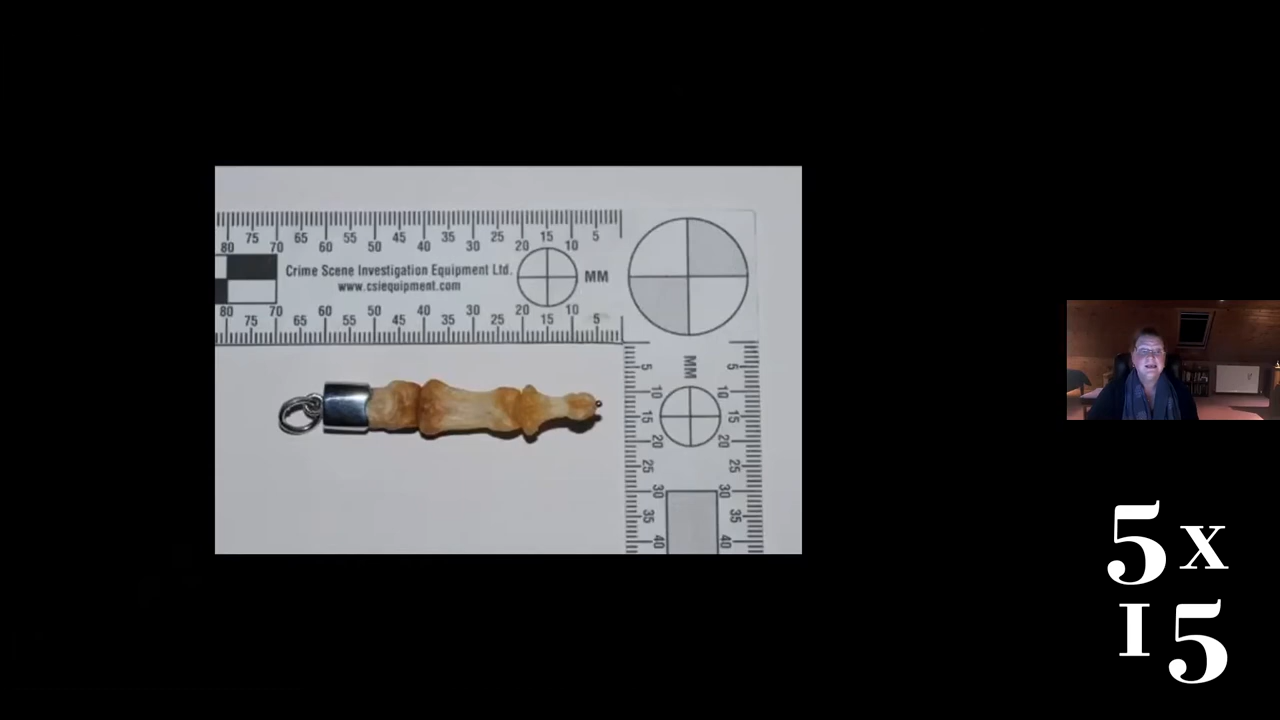 80 75 70 65 60 55 50 45 40 35 30 25 20 15 10 5
Crime Scene Investigation Equipment Ltd.
www.csiequipment.com
MM
80 75 70 65 60 55 50 45 40 35 30 25 20 15 10 5
MM
5 5
10 10
15 15
20 20
25 25
30 30
35 35
40 40
5x
15